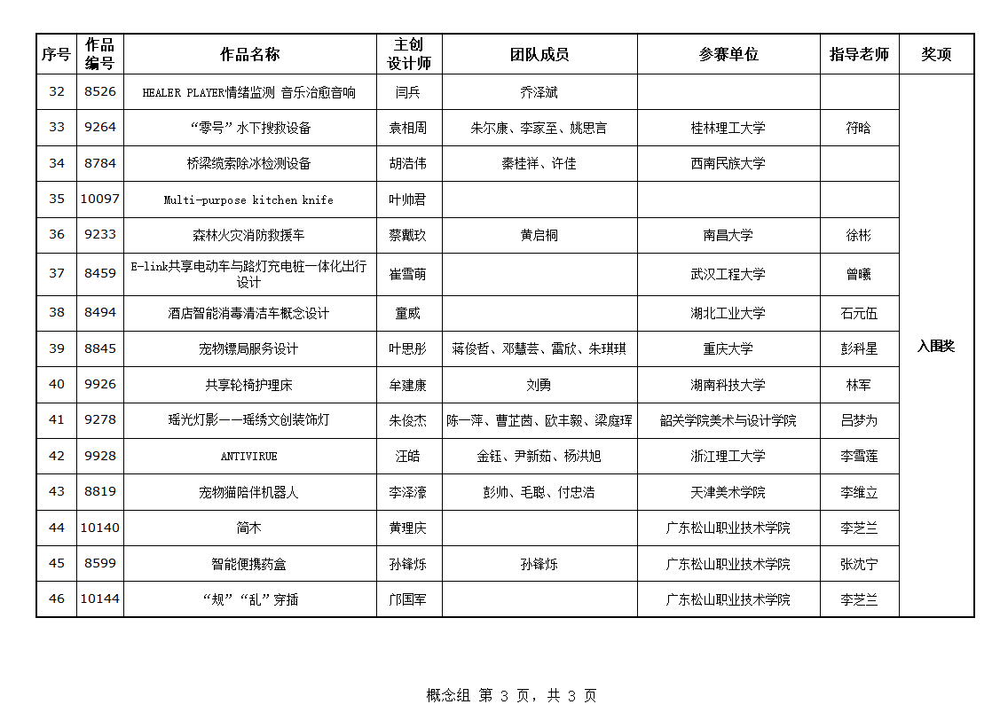 序号 作品编号 作品名称 主创设计师 团队成员 参赛单位 指导老师 奖项
32 8526 HEALER PLAYER情绪监测 音乐治愈音响 闫兵 乔泽斌
33 9264 “零号”水下搜救设备 袁相周 朱尔康、李家至、姚思言 桂林理工大学 符晗
34 8784 桥梁缆索除冰检测设备 胡浩伟 秦桂祥、许佳 西南民族大学
35 10097 Multi-purpose kitchen knife 叶帅君
36 9233 森林火灾消防救援车 蔡戴玖 黄启桐 南昌大学 徐彬
37 8459 E-link共享电动车与路灯充电桩一体化出行设计 崔雪萌 武汉工程大学 曾曦
38 8494 酒店智能消毒清洁车概念设计 童威 湖北工业大学 石元伍
39 8845 宠物镖局服务设计 叶思彤 蒋俊哲、邓慧芸、雷欣、朱琪琪 重庆大学 彭科星
入围奖
40 9926 共享轮椅护理床 牟建康 刘勇 湖南科技大学 林军
41 9278 瑶光灯影——瑶绣文创装饰灯 朱俊杰 陈一萍、曹芷茵、欧丰毅、梁庭珲 韶关学院美术与设计学院 吕梦为
42 9928 ANTIVIRUE 汪皓 金钰、尹新茹、杨洪旭 浙江理工大学 李雪莲
43 8819 宠物猫陪伴机器人 李泽濠 彭帅、毛聪、付忠浩 天津美术学院 李维立
44 10140 简木 黄理庆 广东松山职业技术学院 李芝兰
45 8599 智能便携药盒 孙锋烁 孙锋烁 广东松山职业技术学院 张沈宁
46 10144 “规”“乱”穿插 邝国军 广东松山职业技术学院 李芝兰
概念组 第 3 页，共 3 页